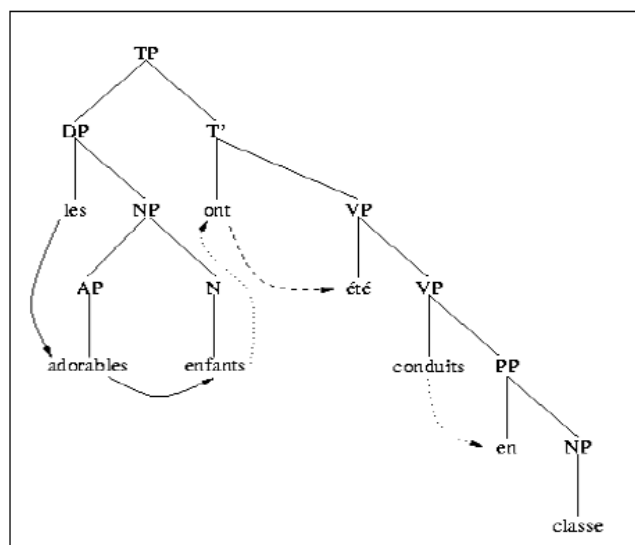 TP
DP T'
les NP ont VP
AP N été VP
adorables enfants conduits PP
en NP
classe